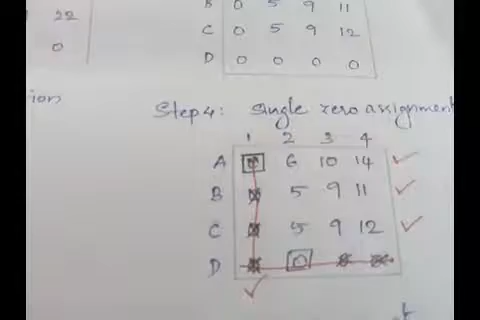 22
0
B 0 5 9 11
C 0 5 9 12
D 0 0 0 0
ion
Step 4: Single zero assignment
1 2 3 4
A 0 6 10 14
B 0 5 9 11
C 0 5 9 12
D 0 0 0 0